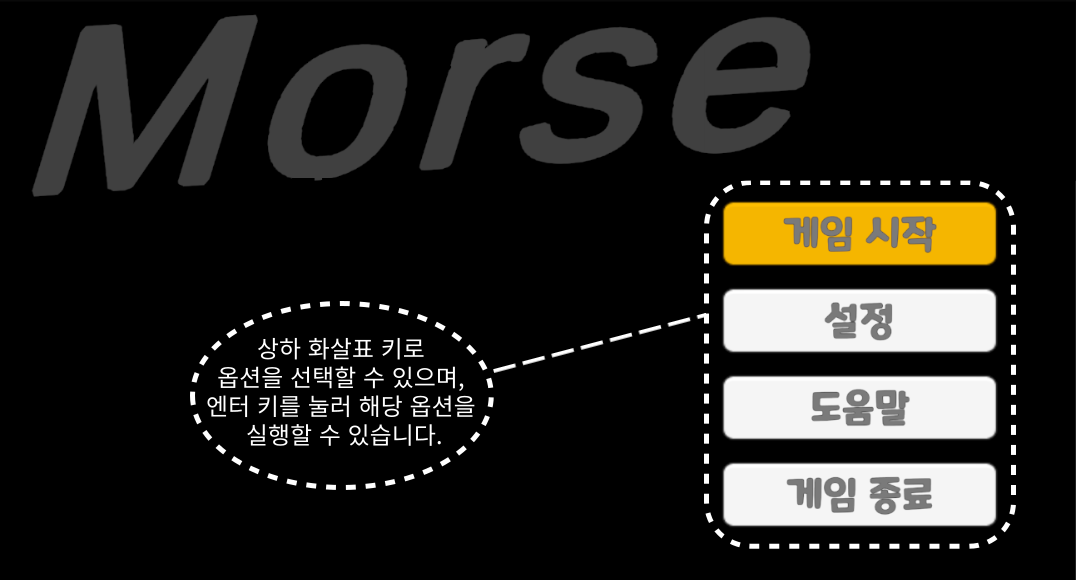 Morse
게임 시작
설정
도움말
게임 종료
상하 화살표 키로
옵션을 선택할 수 있으며,
엔터 키를 눌러 해당 옵션을
실행할 수 있습니다.